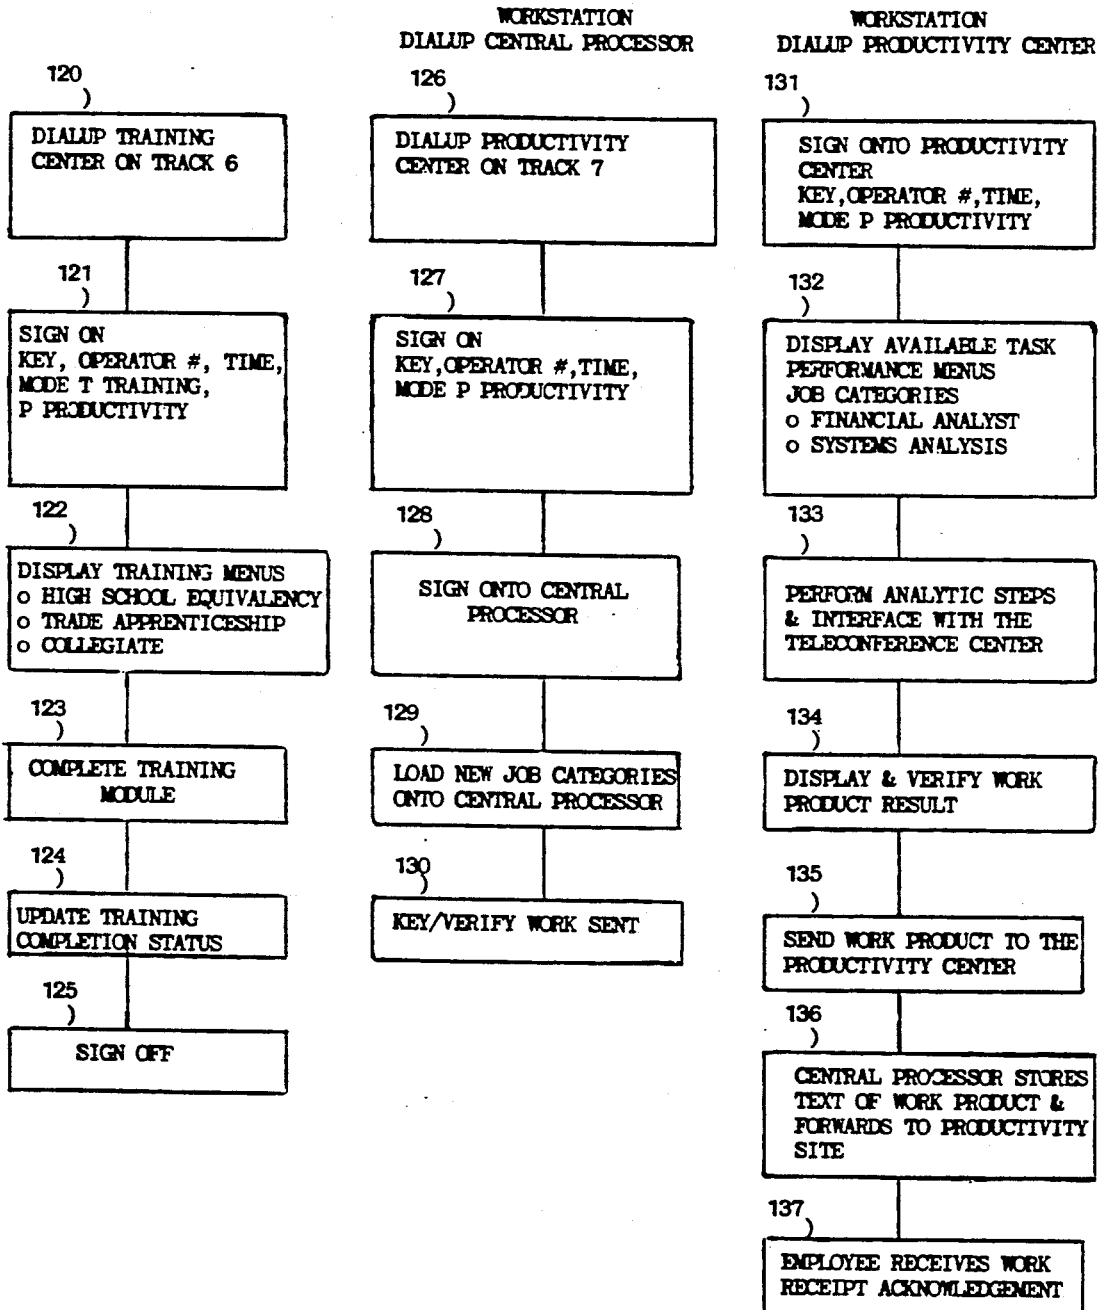 120
DIALUP TRAINING
CENTER ON TRACK 6
121
SIGN ON
KEY, OPERATOR #, TIME,
MODE T TRAINING,
P PRODUCTIVITY
122
DISPLAY TRAINING MENUS
o HIGH SCHOOL EQUIVALENCY
o TRADE APPRENTICESHIP
o COLLEGIATE
123
COMPLETE TRAINING
MODULE
124
UPDATE TRAINING
COMPLETION STATUS
125
SIGN OFF
WORKSTATION
DIALUP CENTRAL PROCESSOR
126
DIALUP PRODUCTIVITY
CENTER ON TRACK 7
127
SIGN ON
KEY,OPERATOR #,TIME,
MODE P PRODUCTIVITY
128
SIGN ONTO CENTRAL
PROCESSOR
129
LOAD NEW JOB CATEGORIES
ONTO CENTRAL PROCESSOR
130
KEY/VERIFY WORK SENT
WORKSTATION
DIALUP PRODUCTIVITY CENTER
131
SIGN ONTO PRODUCTIVITY
CENTER
KEY,OPERATOR #,TIME,
MODE P PRODUCTIVITY
132
DISPLAY AVAILABLE TASK
PERFORMANCE MENUS
JOB CATEGORIES
o FINANCIAL ANALYST
o SYSTEMS ANALYSIS
133
PERFORM ANALYTIC STEPS
& INTERFACE WITH THE
TELECONFERENCE CENTER
134
DISPLAY & VERIFY WORK
PRODUCT RESULT
135
SEND WORK PRODUCT TO THE
PRODUCTIVITY CENTER
136
CENTRAL PROCESSOR STORES
TEXT OF WORK PRODUCT &
FORWARDS TO PRODUCTIVITY
SITE
137
EMPLOYEE RECEIVES WORK
RECEIPT ACKNOWLEDGEMENT